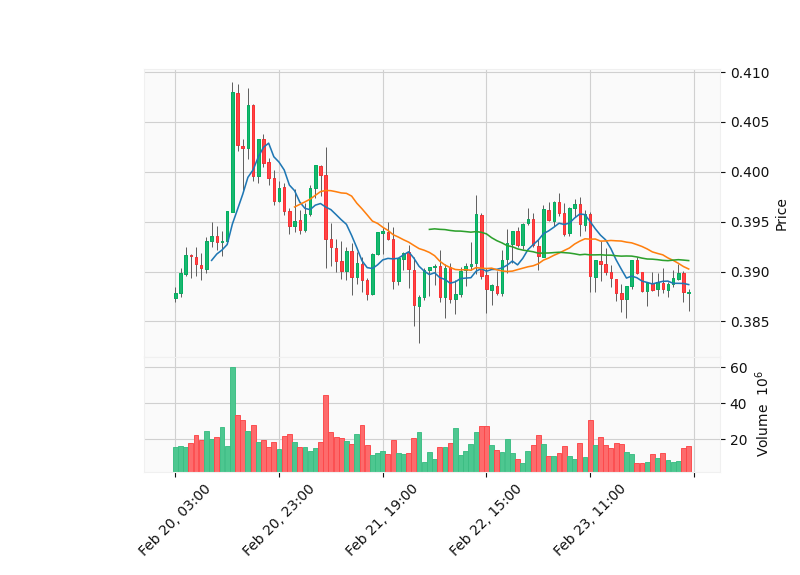 0.410
0.405
0.400
0.395
0.390
0.385
Price
60
40
20
Volume 10^6
Feb 20, 03:00
Feb 20, 23:00
Feb 21, 19:00
Feb 22, 15:00
Feb 23, 11:00